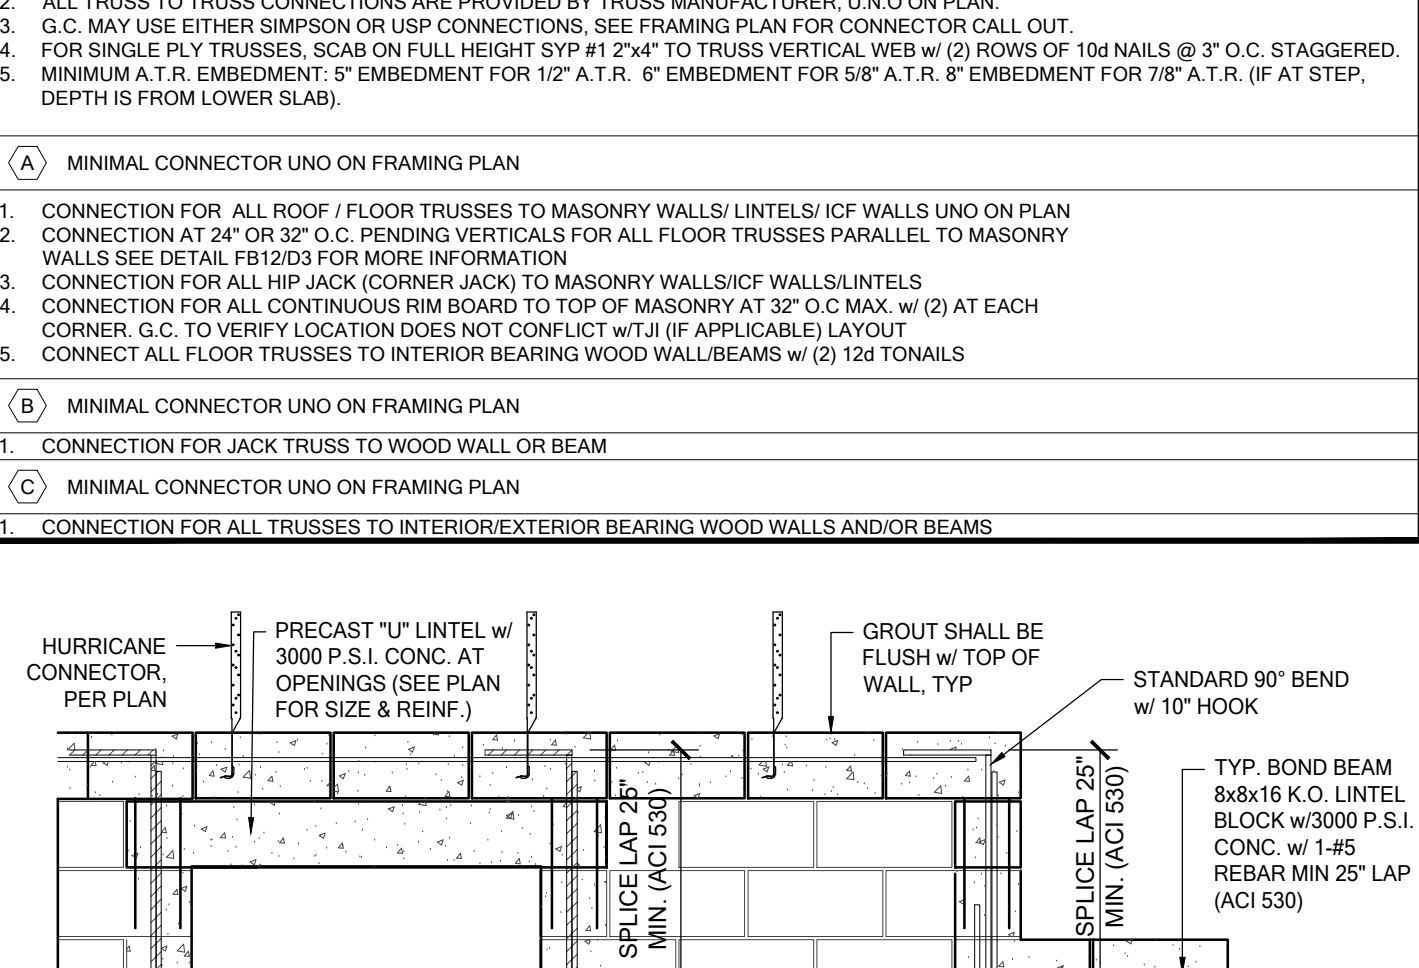 2. ALL TRUSS TO TRUSS CONNECTIONS ARE PROVIDED BY TRUSS MANUFACTURER, U.N.O ON PLAN.
3. G.C. MAY USE EITHER SIMPSON OR USP CONNECTIONS, SEE FRAMING PLAN FOR CONNECTOR CALL OUT.
4. FOR SINGLE PLY TRUSSES, SCAB ON FULL HEIGHT SYP #1 2"x4" TO TRUSS VERTICAL WEB w/ (2) ROWS OF 10d NAILS @ 3" O.C. STAGGERED.
5. MINIMUM A.T.R. EMBEDMENT: 5" EMBEDMENT FOR 1/2" A.T.R. 6" EMBEDMENT FOR 5/8" A.T.R. 8" EMBEDMENT FOR 7/8" A.T.R. (IF AT STEP,
DEPTH IS FROM LOWER SLAB).
A MINIMAL CONNECTOR UNO ON FRAMING PLAN
1. CONNECTION FOR ALL ROOF / FLOOR TRUSSES TO MASONRY WALLS/ LINTELS/ ICF WALLS UNO ON PLAN
2. CONNECTION AT 24" OR 32" O.C. PENDING VERTICALS FOR ALL FLOOR TRUSSES PARALLEL TO MASONRY
WALLS SEE DETAIL FB12/D3 FOR MORE INFORMATION
3. CONNECTION FOR ALL HIP JACK (CORNER JACK) TO MASONRY WALLS/ICF WALLS/LINTELS
4. CONNECTION FOR ALL CONTINUOUS RIM BOARD TO TOP OF MASONRY AT 32" O.C MAX. w/ (2) AT EACH
CORNER. G.C. TO VERIFY LOCATION DOES NOT CONFLICT w/TJI (IF APPLICABLE) LAYOUT
5. CONNECT ALL FLOOR TRUSSES TO INTERIOR BEARING WOOD WALL/BEAMS w/ (2) 12d TONAILS
B MINIMAL CONNECTOR UNO ON FRAMING PLAN
1. CONNECTION FOR JACK TRUSS TO WOOD WALL OR BEAM
C MINIMAL CONNECTOR UNO ON FRAMING PLAN
1. CONNECTION FOR ALL TRUSSES TO INTERIOR/EXTERIOR BEARING WOOD WALLS AND/OR BEAMS
HURRICANE
CONNECTOR,
PER PLAN
PRECAST "U" LINTEL w/
3000 P.S.I. CONC. AT
OPENINGS (SEE PLAN
FOR SIZE & REINF.)
GROUT SHALL BE
FLUSH w/ TOP OF
WALL, TYP
STANDARD 90° BEND
w/ 10" HOOK
SPLICE LAP 25"
MIN. (ACI 530)
SPLICE LAP 25"
MIN. (ACI 530)
TYP. BOND BEAM
8x8x16 K.O. LINTEL
BLOCK w/3000 P.S.I.
CONC. w/ 1-#5
REBAR MIN 25" LAP
(ACI 530)